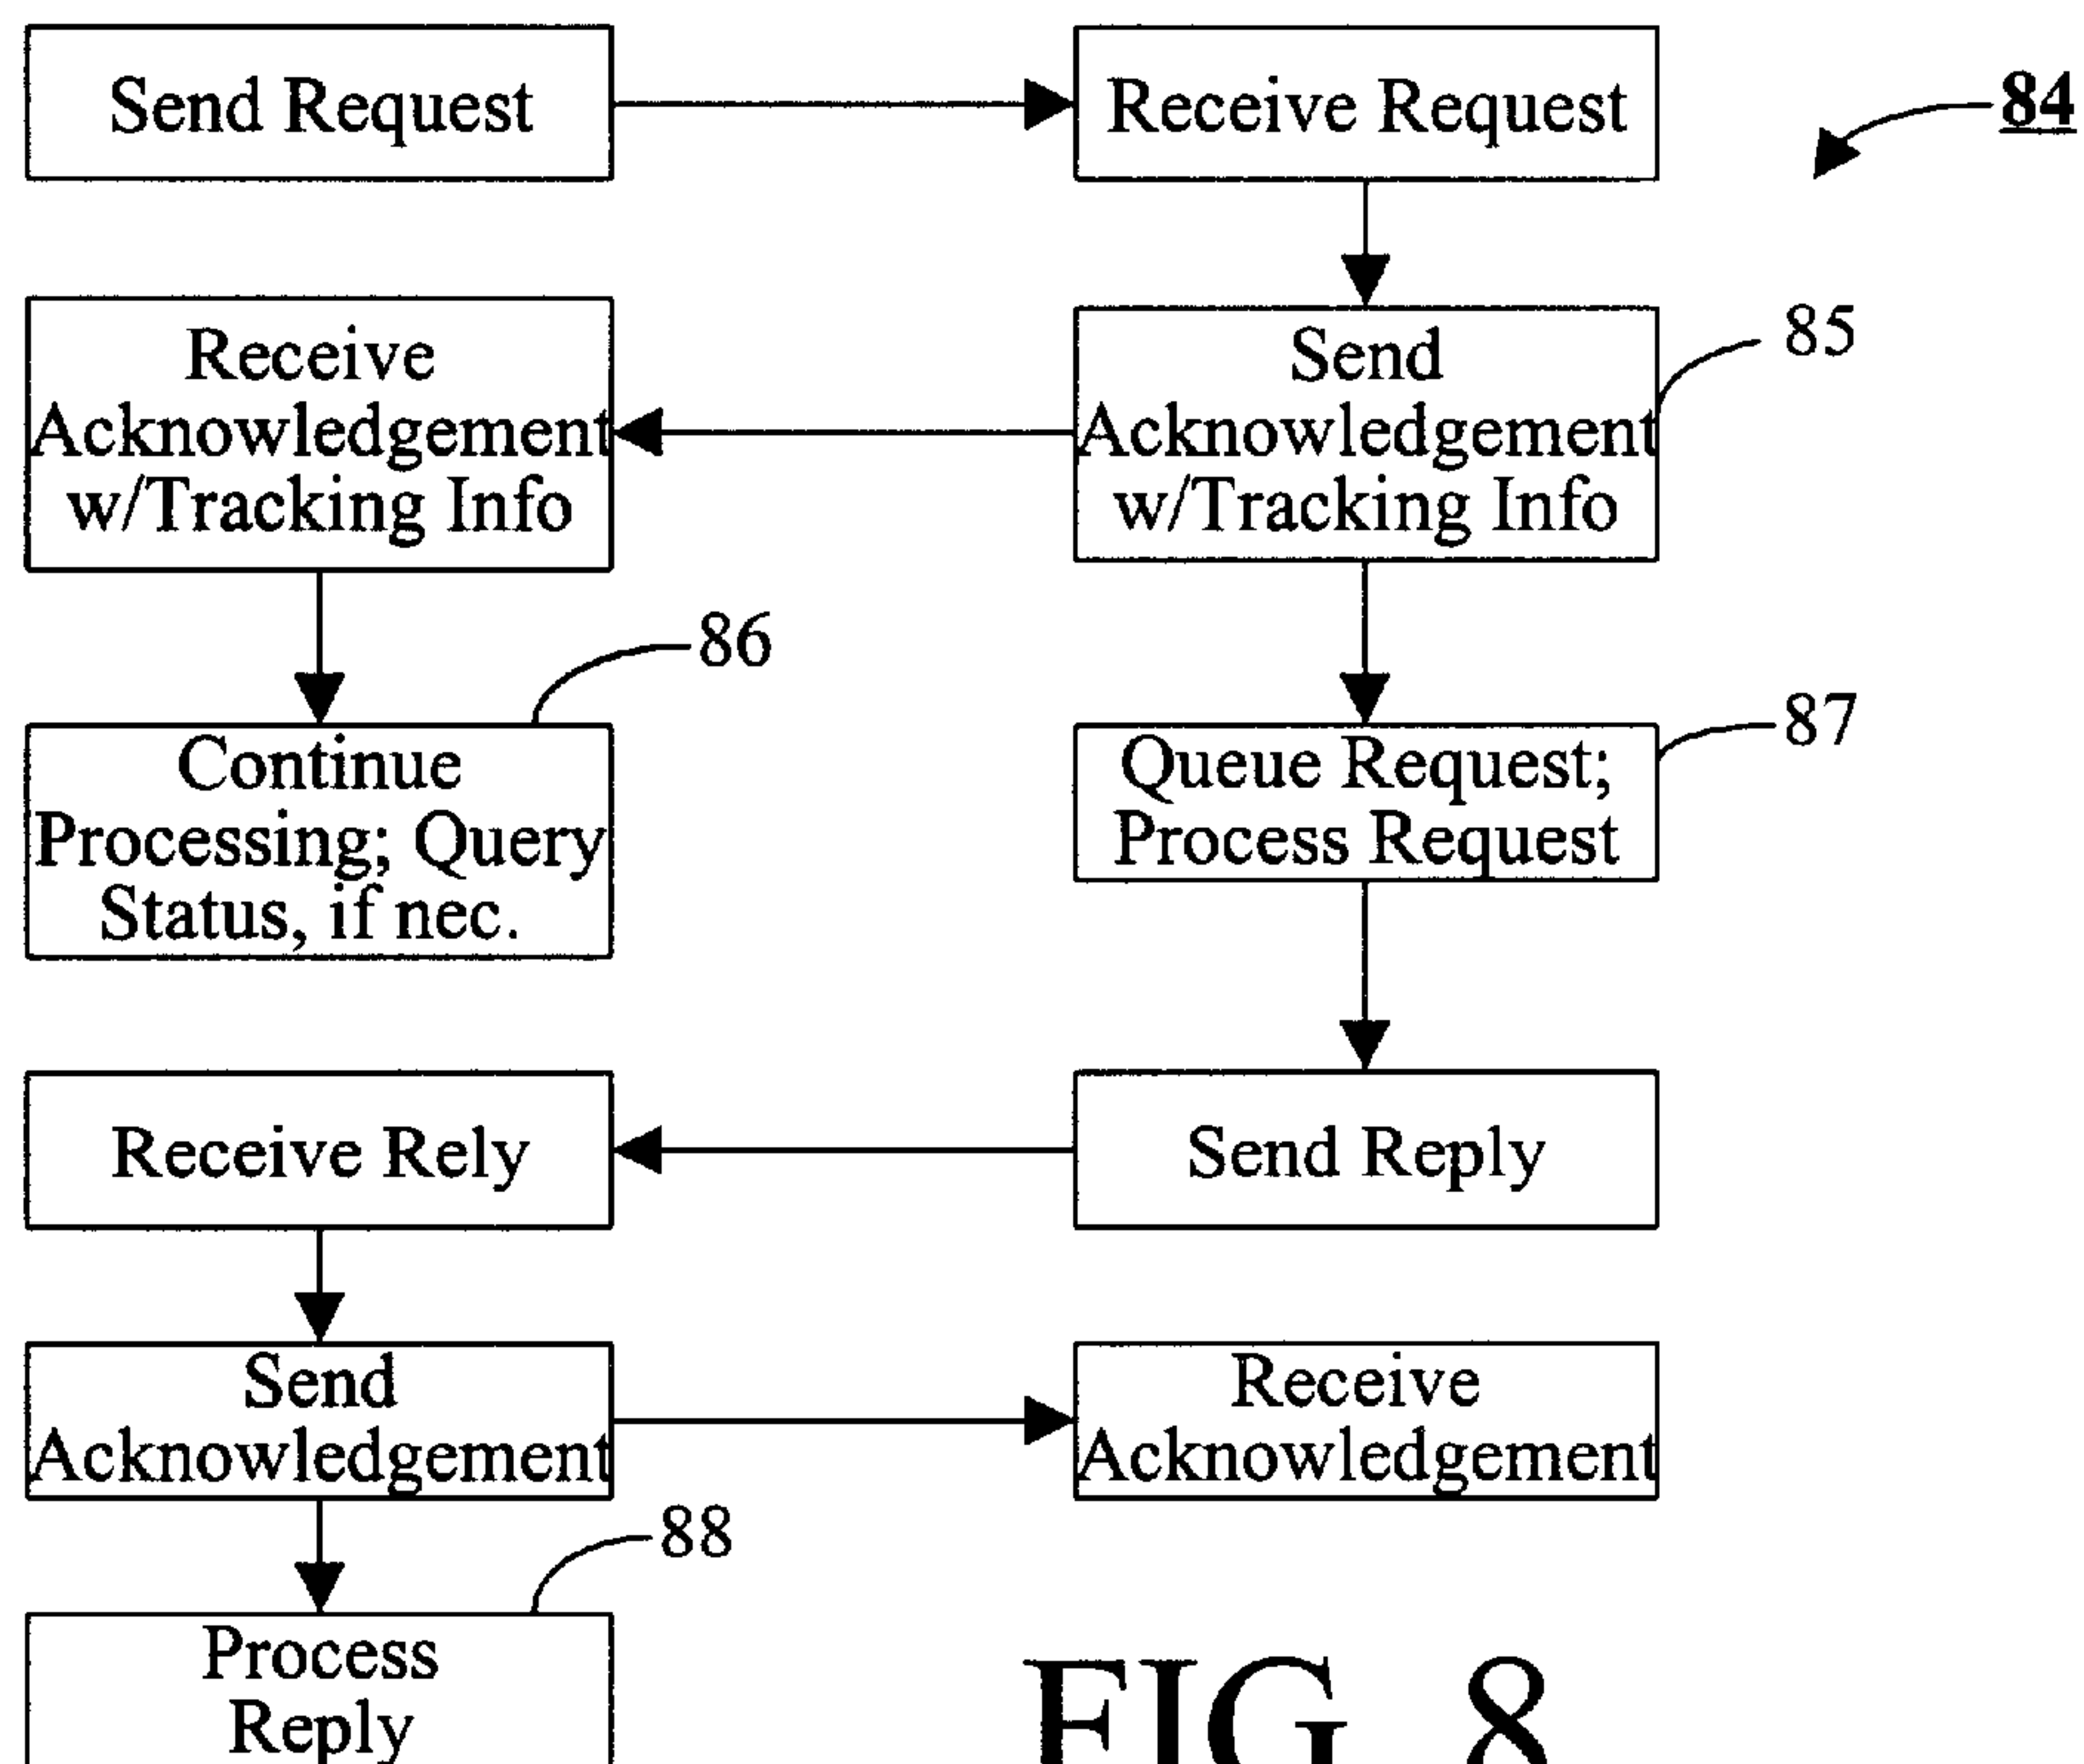 Send Request
Receive Request
84
Receive
Acknowledgement
w/Tracking Info
Send
Acknowledgement
w/Tracking Info
85
86
Continue
Processing; Query
Status, if nec.
Queue Request;
Process Request
87
Receive Rely
Send Reply
Send
Acknowledgement
Receive
Acknowledgement
88
Process
Reply
FIG 8